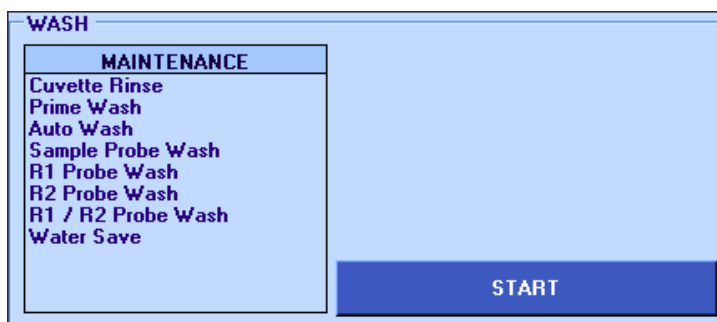 WASH
MAINTENANCE
Cuvette Rinse
Prime Wash
Auto Wash
Sample Probe Wash
R1 Probe Wash
R2 Probe Wash
R1 / R2 Probe Wash
Water Save
START